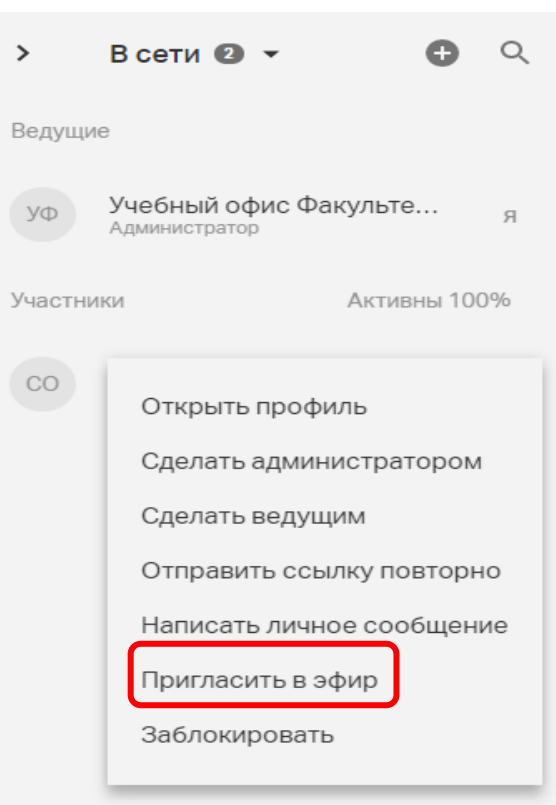 В сети 2
Ведущие
УФ Учебный офис Факульте... я
Администратор
Участники Активны 100%
СО
Открыть профиль
Сделать администратором
Сделать ведущим
Отправить ссылку повторно
Написать личное сообщение
Пригласить в эфир
Заблокировать